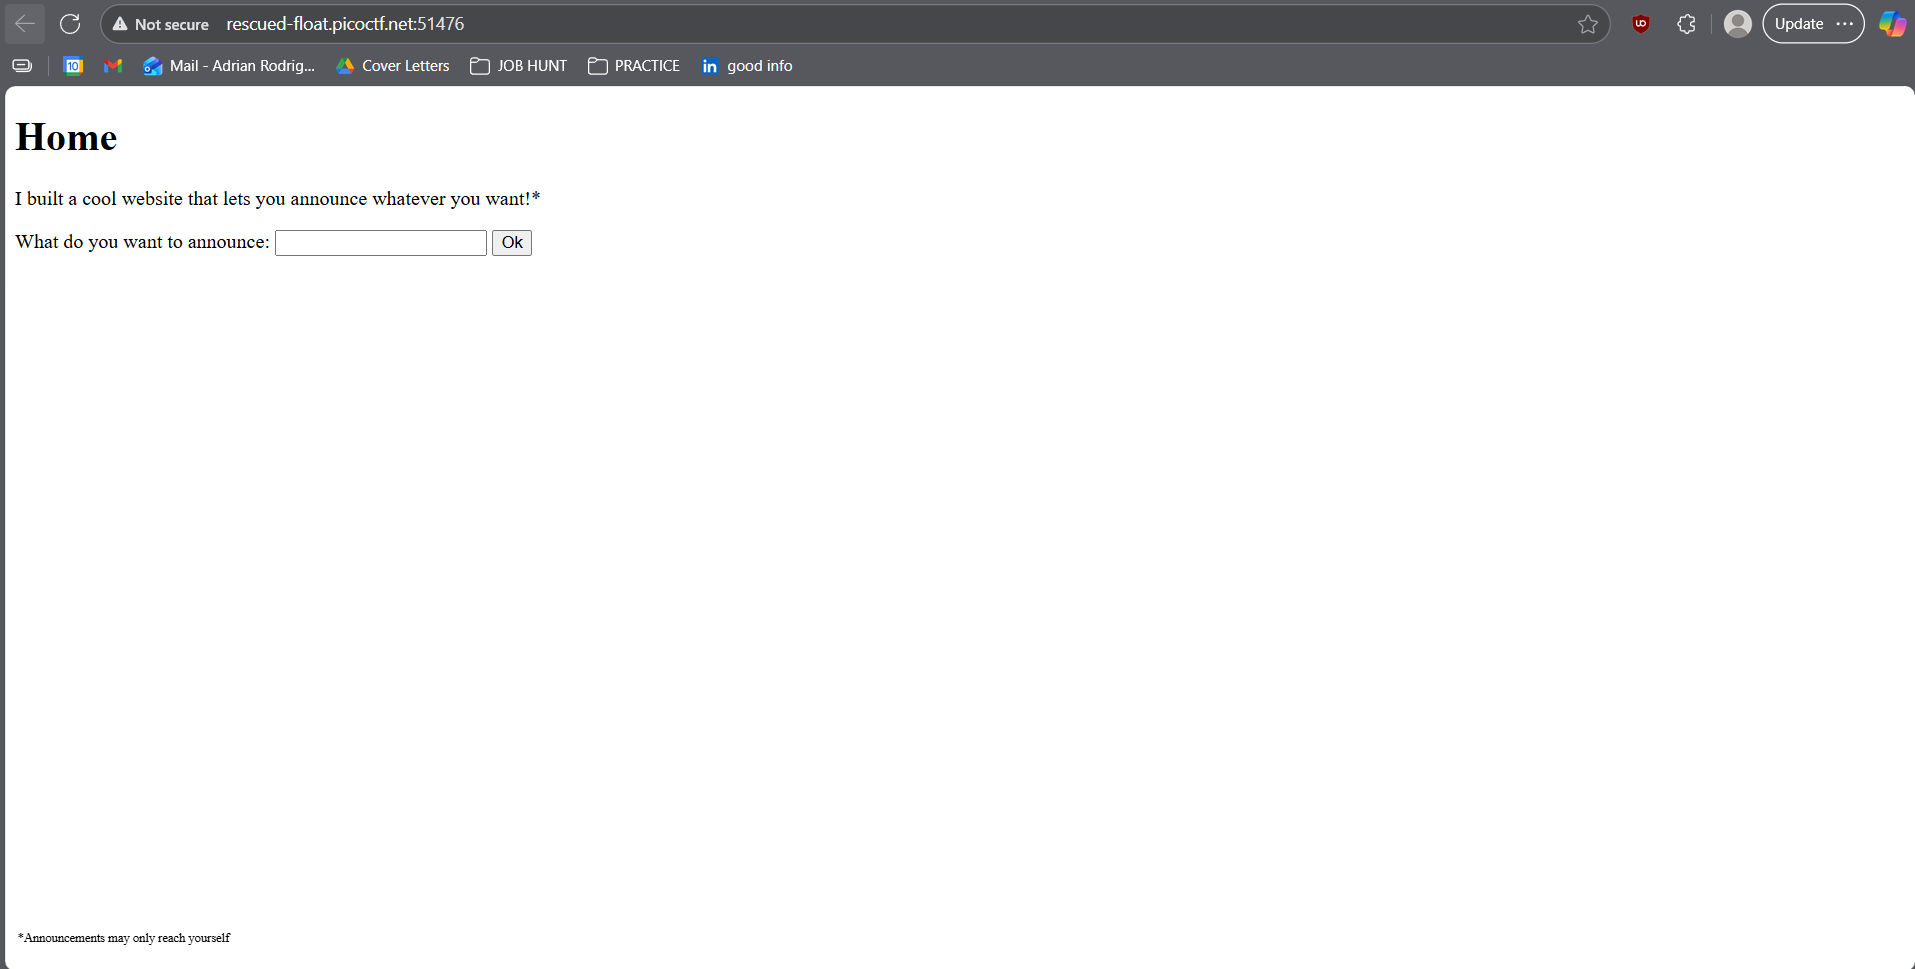 Not secure rescued-float.picoctf.net:51476 Update
10 Mail - Adrian Rodrig... Cover Letters JOB HUNT PRACTICE in good info
Home
I built a cool website that lets you announce whatever you want!*
What do you want to announce: Ok
*Announcements may only reach yourself